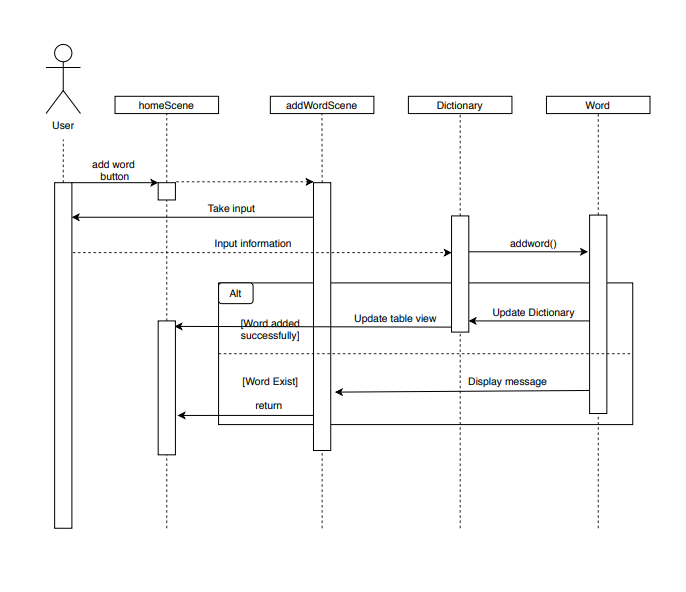 User
homeScene
addWordScene
Dictionary
Word
add word
button
Take input
Input information
addword()
Alt
Update Dictionary
Update table view
[Word added
successfully]
[Word Exist]
Display message
return